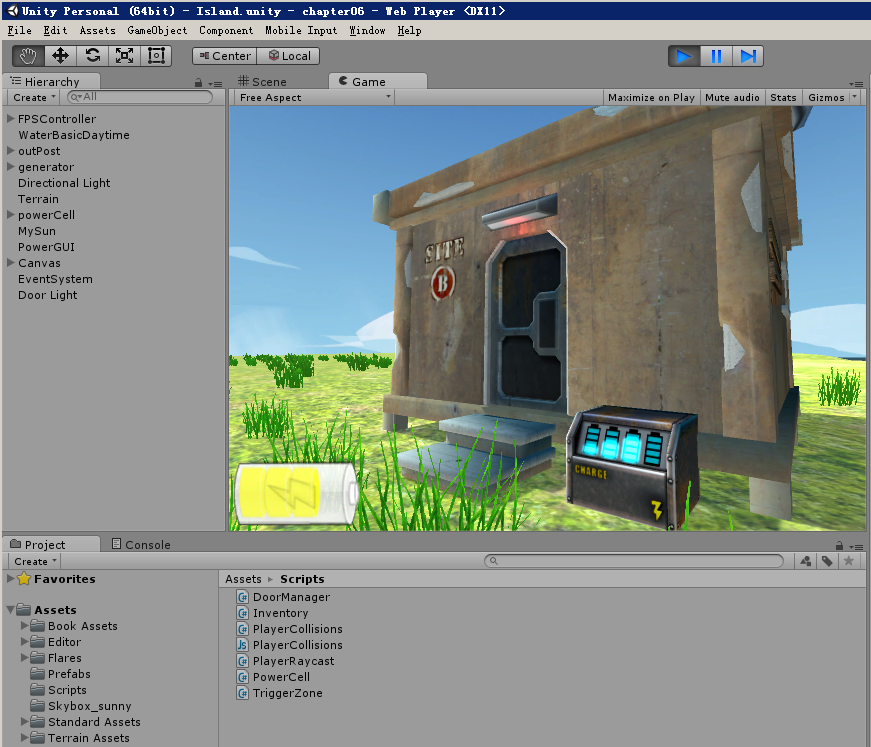 Unity Personal (64bit) - Island.unity - chapter06 - Web Player <DX11>
File Edit Assets GameObject Component Mobile Input Window Help
Center Local
Hierarchy
Create All
FPSController
WaterBasicDaytime
outPost
generator
Directional Light
Terrain
powerCell
MySun
PowerGUI
Canvas
EventSystem
Door Light
Scene Game
Free Aspect Maximize on Play Mute audio Stats Gizmos
SITE
B
CHARGE
Project Console
Create
Favorites
Assets
Book Assets
Editor
Flares
Prefabs
Scripts
Skybox_sunny
Standard Assets
Terrain Assets
Assets Scripts
DoorManager
Inventory
PlayerCollisions
PlayerCollisions
PlayerRaycast
PowerCell
TriggerZone